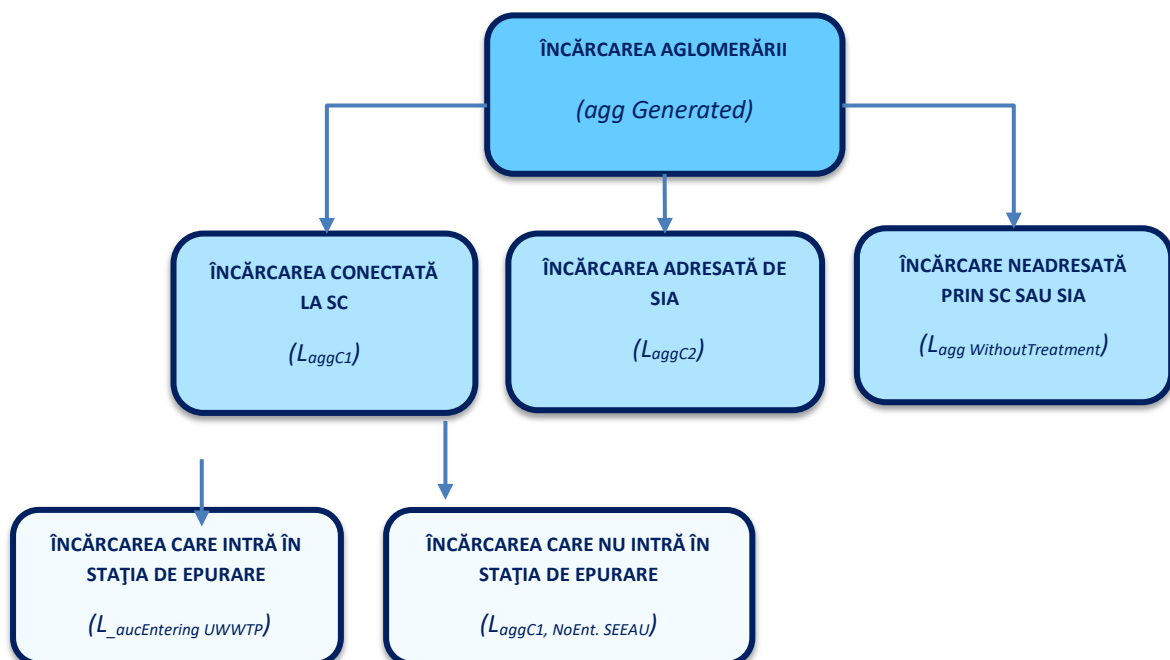 ÎNCĂRCAREA AGLOMERĂRII
(agg Generated)
ÎNCĂRCAREA CONECTATĂ
LA SC
(LaggC1)
ÎNCĂRCAREA ADRESATĂ DE
SIA
(LaggC2)
ÎNCĂRCARE NEADRESATĂ
PRIN SC SAU SIA
(Lagg WithoutTreatment)
ÎNCĂRCAREA CARE INTRĂ ÎN
STAŢIA DE EPURARE
(L_aucEntering UWWTP)
ÎNCĂRCAREA CARE NU INTRĂ ÎN
STAŢIA DE EPURARE
(LaggC1, NoEnt. SEEAU)